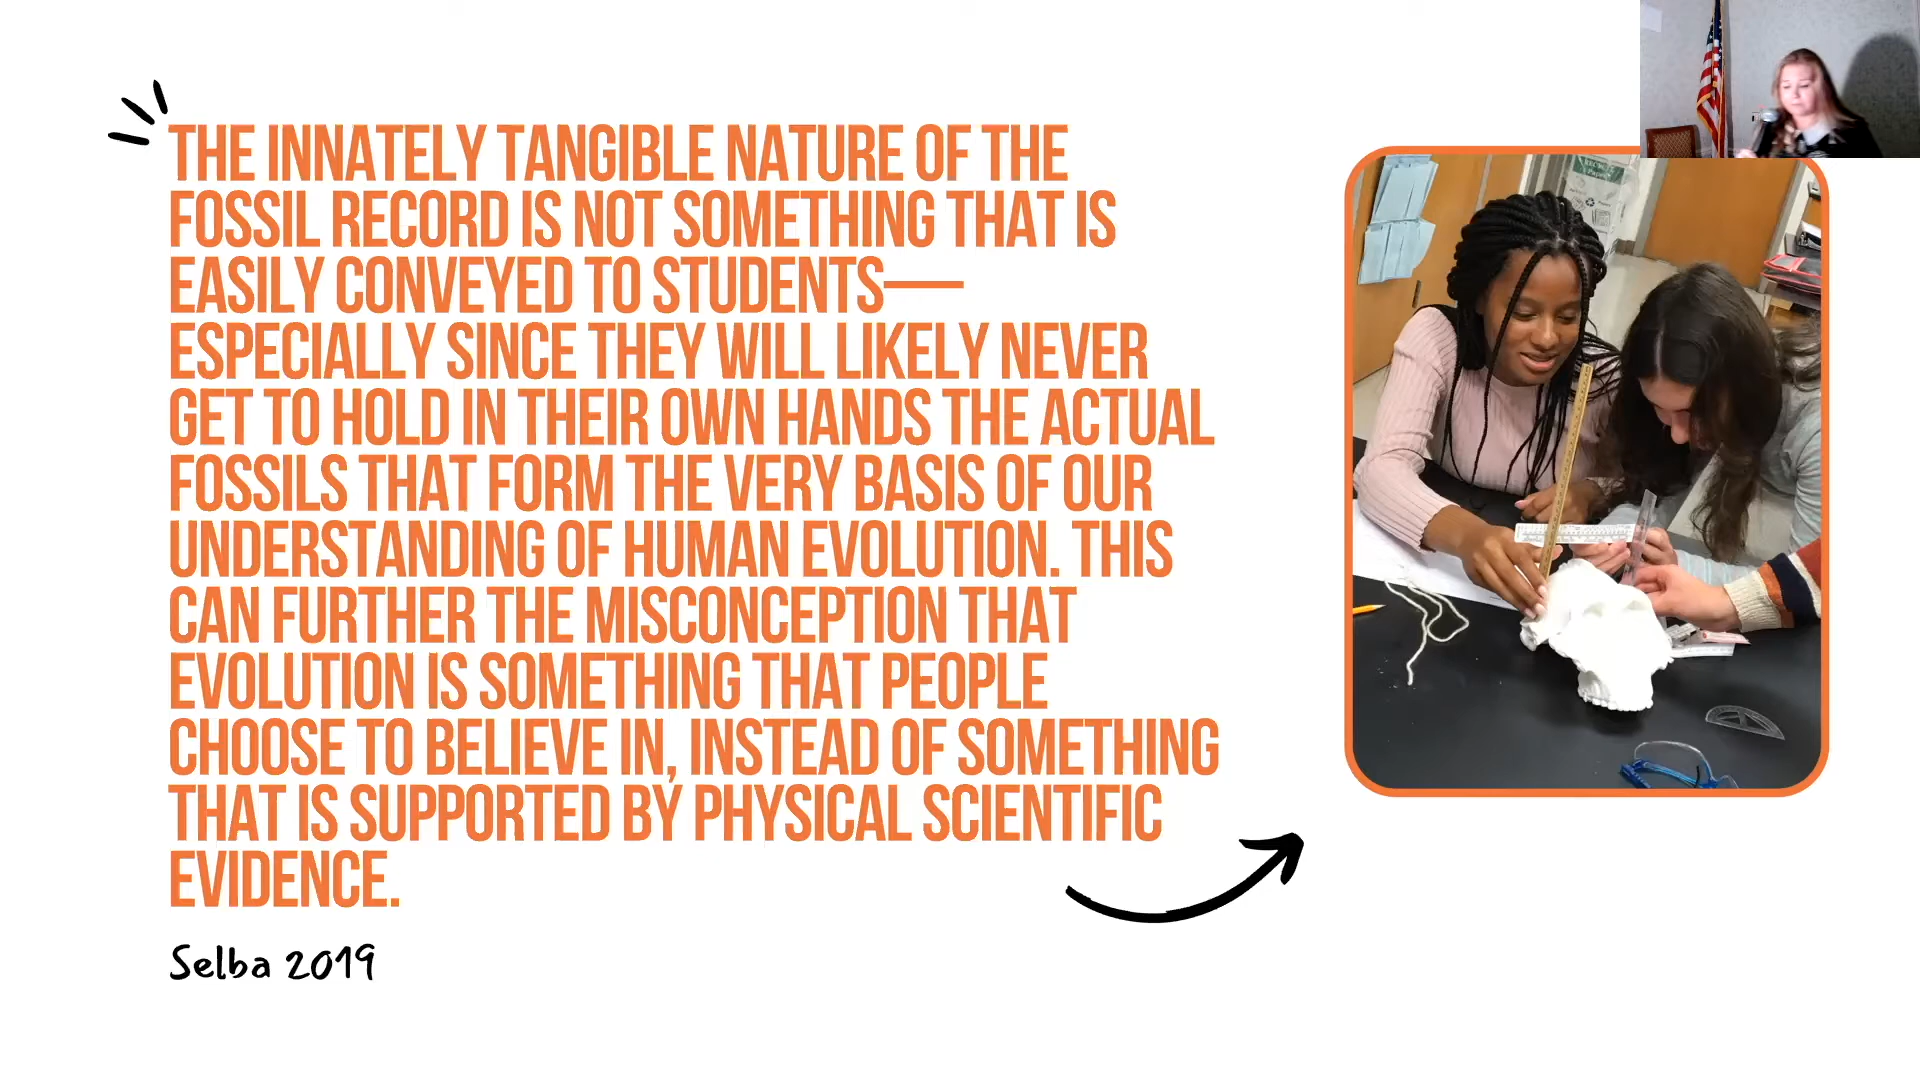 THE INNATELY TANGIBLE NATURE OF THE
FOSSIL RECORD IS NOT SOMETHING THAT IS
EASILY CONVEYED TO STUDENTS—
ESPECIALLY SINCE THEY WILL LIKELY NEVER
GET TO HOLD IN THEIR OWN HANDS THE ACTUAL
FOSSILS THAT FORM THE VERY BASIS OF OUR
UNDERSTANDING OF HUMAN EVOLUTION. THIS
CAN FURTHER THE MISCONCEPTION THAT
EVOLUTION IS SOMETHING THAT PEOPLE
CHOOSE TO BELIEVE IN, INSTEAD OF SOMETHING
THAT IS SUPPORTED BY PHYSICAL SCIENTIFIC
EVIDENCE.
Selba 2019